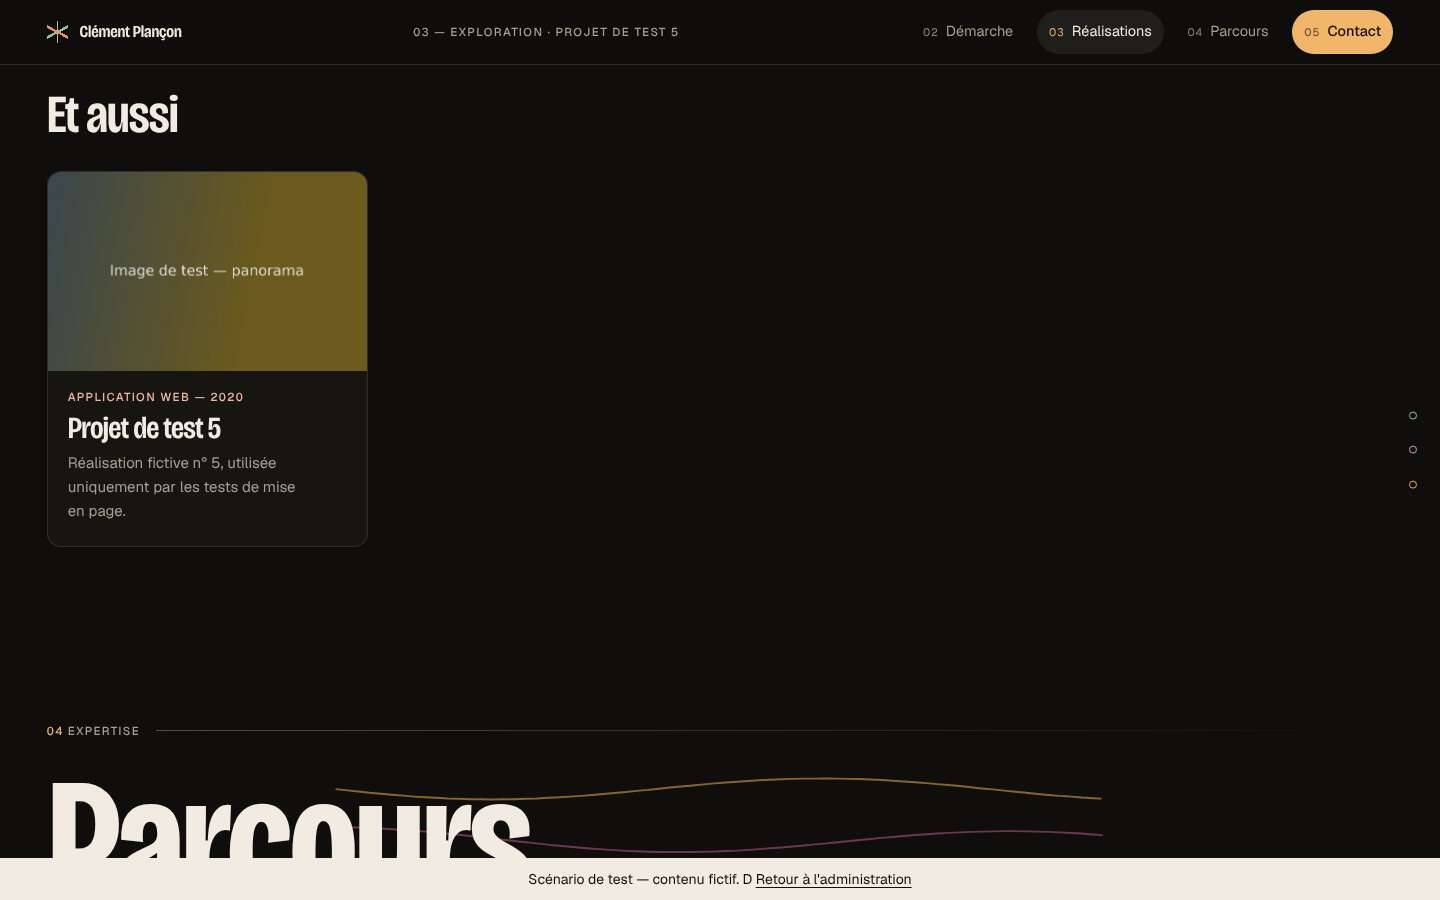 Clément Plançon
03 — EXPLORATION · PROJET DE TEST 5
02 Démarche
03 Réalisations
04 Parcours
05 Contact
Et aussi
Image de test — panorama
APPLICATION WEB — 2020
Projet de test 5
Réalisation fictive n° 5, utilisée
uniquement par les tests de mise
en page.
04 EXPERTISE
Parcours
Scénario de test — contenu fictif. D Retour à l'administration